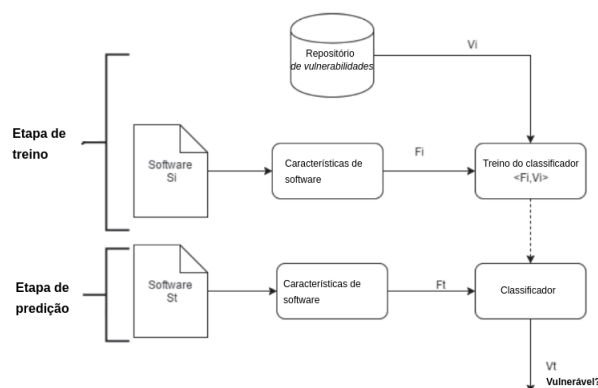 Repositório
de vulnerabilidades
Vi
Etapa de
treino
Software
Si
Características de
software
Fi
Treino do classificador
<Fi,Vi>
Etapa de
predição
Software
St
Características de
software
Ft
Classificador
Vt
Vulnerável?